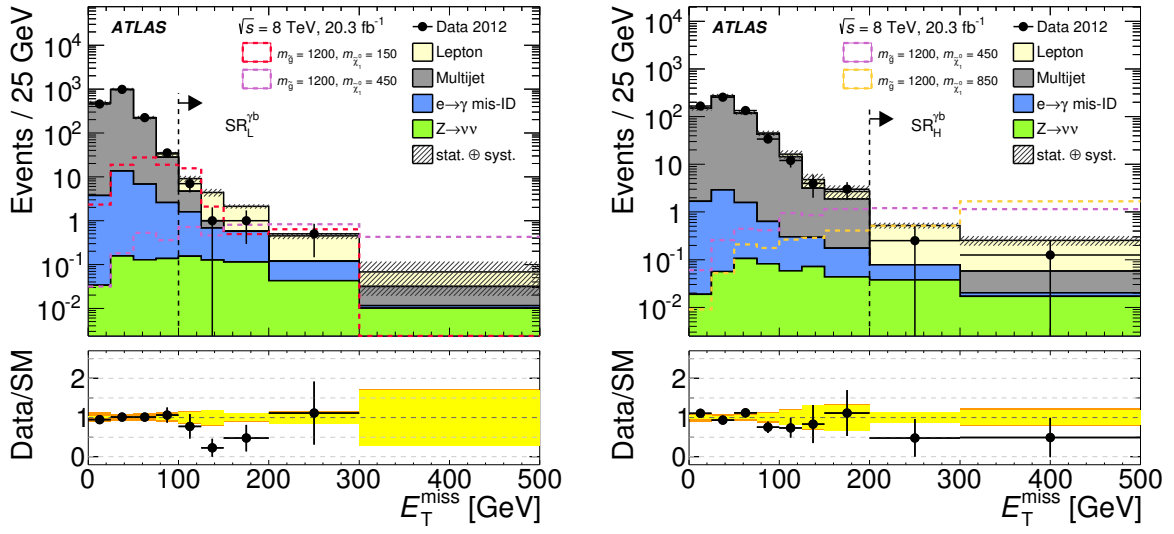 ATLAS
√s = 8 TeV, 20.3 fb⁻¹
m_g̃ = 1200, m_χ̃₁⁰ = 150
m_g̃ = 1200, m_χ̃₁⁰ = 450
Data 2012
Lepton
Multijet
e→γ mis-ID
Z→νν
stat. ⊕ syst.
SR_L^γb
Events / 25 GeV
10⁴
10³
10²
10
1
10⁻¹
10⁻²
Data/SM
2
1
0
0 100 200 300 400 500
E_T^miss [GeV]
ATLAS
√s = 8 TeV, 20.3 fb⁻¹
m_g̃ = 1200, m_χ̃₁⁰ = 450
m_g̃ = 1200, m_χ̃₁⁰ = 850
Data 2012
Lepton
Multijet
e→γ mis-ID
Z→νν
stat. ⊕ syst.
SR_H^γb
Events / 25 GeV
10⁴
10³
10²
10
1
10⁻¹
10⁻²
Data/SM
2
1
0
0 100 200 300 400 500
E_T^miss [GeV]